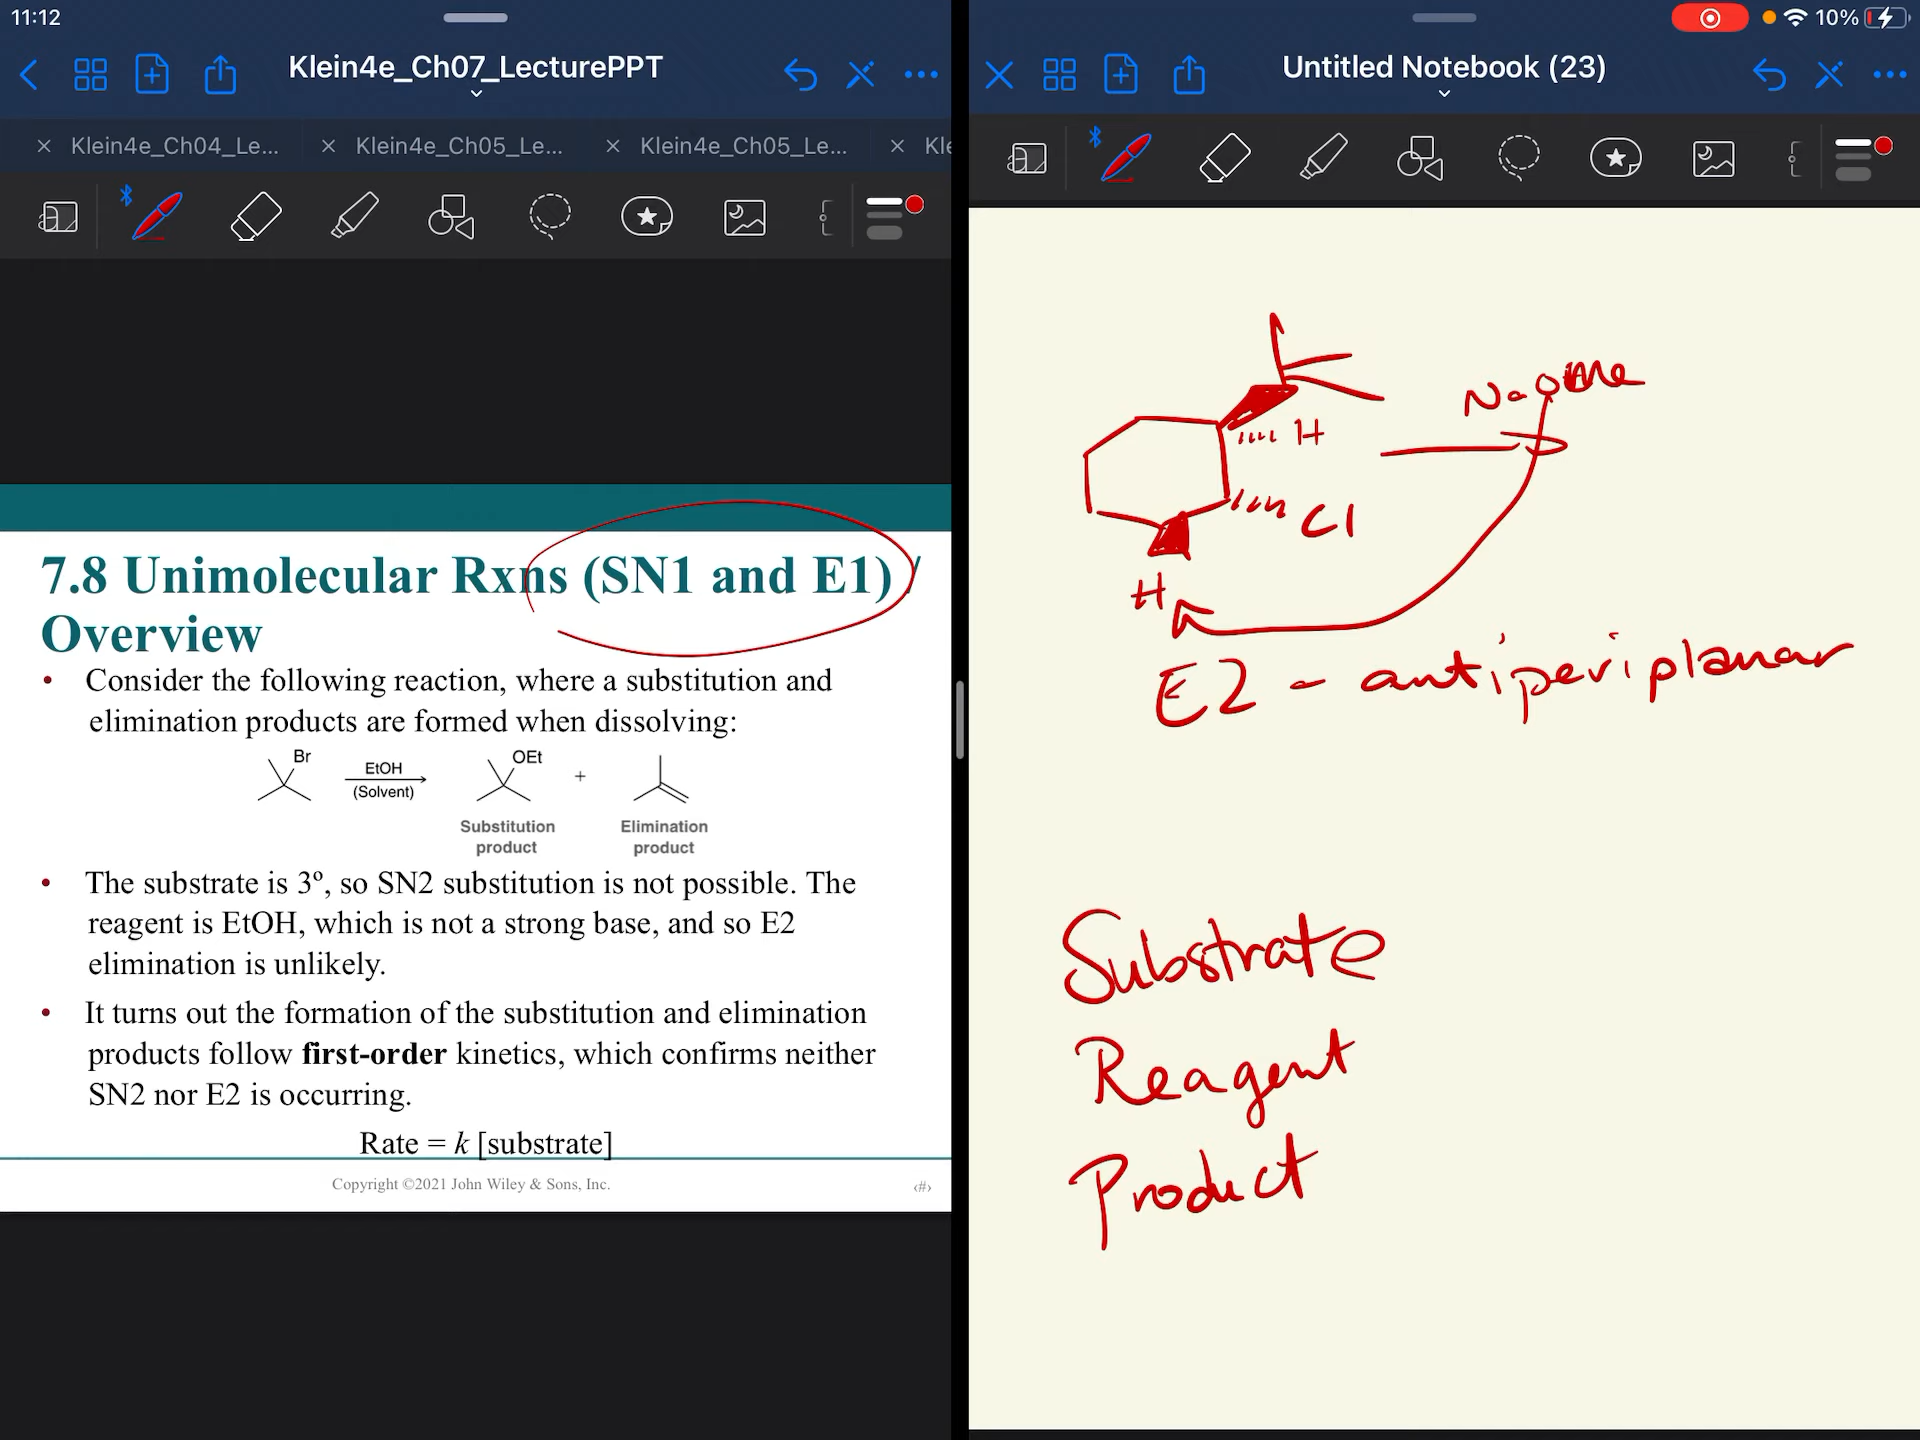 11:12
Klein4e_Ch07_LecturePPT
Klein4e_Ch04_Le...
Klein4e_Ch05_Le...
Klein4e_Ch05_Le...
Kle
7.8 Unimolecular Rxns (SN1 and E1) /
Overview
• Consider the following reaction, where a substitution and
elimination products are formed when dissolving:
Br
EtOH
(Solvent)
OEt
+
Substitution
product
Elimination
product
• The substrate is 3º, so SN2 substitution is not possible. The
reagent is EtOH, which is not a strong base, and so E2
elimination is unlikely.
• It turns out the formation of the substitution and elimination
products follow first-order kinetics, which confirms neither
SN2 nor E2 is occurring.
Rate = k [substrate]
Copyright ©2021 John Wiley & Sons, Inc.
‹#›
10%
Untitled Notebook (23)
NaOMe
H
Cl
H
E2 - antiperiplanar
Substrate
Reagent
Product